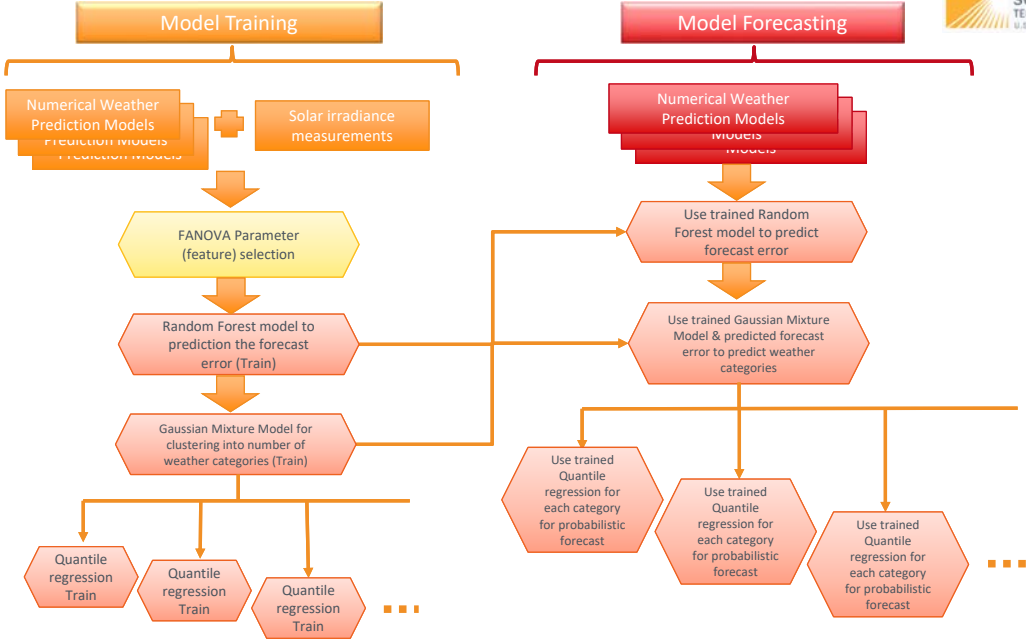 Model Training
Numerical Weather
Prediction Models
Prediction Models
Prediction Models
Solar irradiance
measurements
FANOVA Parameter
(feature) selection
Random Forest model to
prediction the forecast
error (Train)
Gaussian Mixture Model for
clustering into number of
weather categories (Train)
Quantile
regression
Train
Quantile
regression
Train
Quantile
regression
Train
Model Forecasting
Numerical Weather
Prediction Models
Models
Models
Use trained Random
Forest model to predict
forecast error
Use trained Gaussian Mixture
Model & predicted forecast
error to predict weather
categories
Use trained
Quantile
regression for
each category
for probabilistic
forecast
Use trained
Quantile
regression for
each category
for probabilistic
forecast
Use trained
Quantile
regression for
each category
for probabilistic
forecast